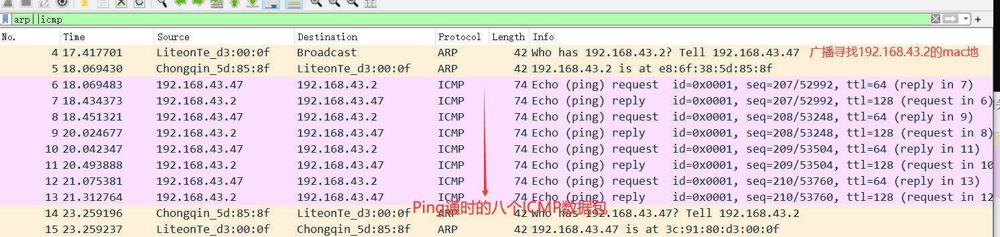 arp||icmp
No. Time Source Destination Protocol Length Info
4 17.417701 LiteonTe_d3:00:0f Broadcast ARP 42 Who has 192.168.43.2? Tell 192.168.43.47 广播寻找192.168.43.2的mac地
5 18.069430 Chongqin_5d:85:8f LiteonTe_d3:00:0f ARP 42 192.168.43.2 is at e8:6f:38:5d:85:8f
6 18.069483 192.168.43.47 192.168.43.2 ICMP 74 Echo (ping) request id=0x0001, seq=207/52992, ttl=64 (reply in 7)
7 18.434373 192.168.43.2 192.168.43.47 ICMP 74 Echo (ping) reply id=0x0001, seq=207/52992, ttl=128 (request in 6)
8 18.451321 192.168.43.47 192.168.43.2 ICMP 74 Echo (ping) request id=0x0001, seq=208/53248, ttl=64 (reply in 9)
9 20.024677 192.168.43.2 192.168.43.47 ICMP 74 Echo (ping) reply id=0x0001, seq=208/53248, ttl=128 (request in 8)
10 20.042347 192.168.43.47 192.168.43.2 ICMP 74 Echo (ping) request id=0x0001, seq=209/53504, ttl=64 (reply in 11)
11 20.493888 192.168.43.2 192.168.43.47 ICMP 74 Echo (ping) reply id=0x0001, seq=209/53504, ttl=128 (request in 10
12 21.075381 192.168.43.47 192.168.43.2 ICMP 74 Echo (ping) request id=0x0001, seq=210/53760, ttl=64 (reply in 13)
13 21.312764 192.168.43.2 192.168.43.47 ICMP 74 Echo (ping) reply id=0x0001, seq=210/53760, ttl=128 (request in 12
Ping通时的八个ICMP数据包
14 23.259196 Chongqin_5d:85:8f LiteonTe_d3:00:0f ARP 42 Who has 192.168.43.47? Tell 192.168.43.2
15 23.259237 LiteonTe_d3:00:0f Chongqin_5d:85:8f ARP 42 192.168.43.47 is at 3c:91:80:d3:00:0f